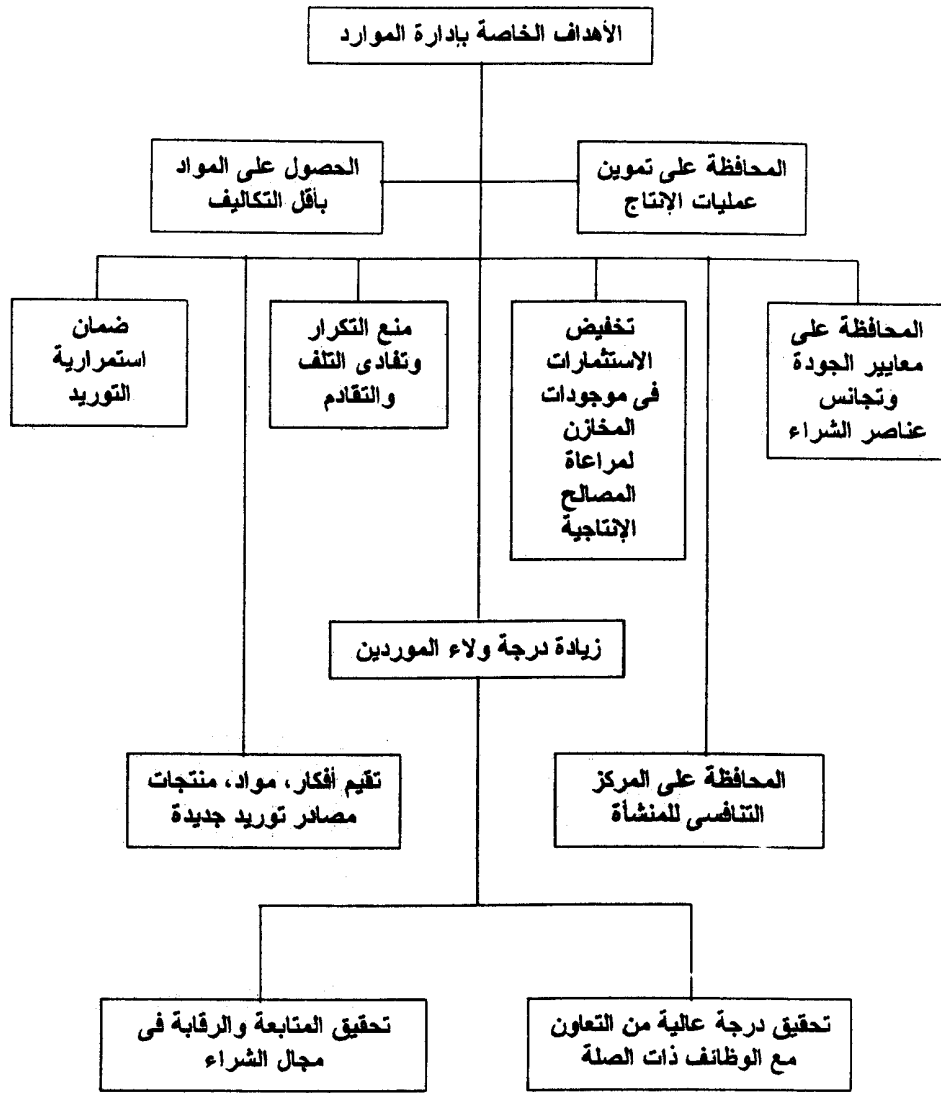 الأهداف الخاصة بإدارة الموارد
المحافظة على تموين
عمليات الإنتاج
الحصول على المواد
بأقل التكاليف
المحافظة على
معايير الجودة
وتجانس
عناصر الشراء
تخفيض
الاستثمارات
فى موجودات
المخازن
لمراعاة
المصالح
الإنتاجية
منع التكرار
وتفادى التلف
والتقادم
ضمان
استمرارية
التوريد
زيادة درجة ولاء الموردين
المحافظة على المركز
التنافسى للمنشأة
تقيم أفكار، مواد، منتجات
مصادر توريد جديدة
تحقيق درجة عالية من التعاون
مع الوظائف ذات الصلة
تحقيق المتابعة والرقابة فى
مجال الشراء